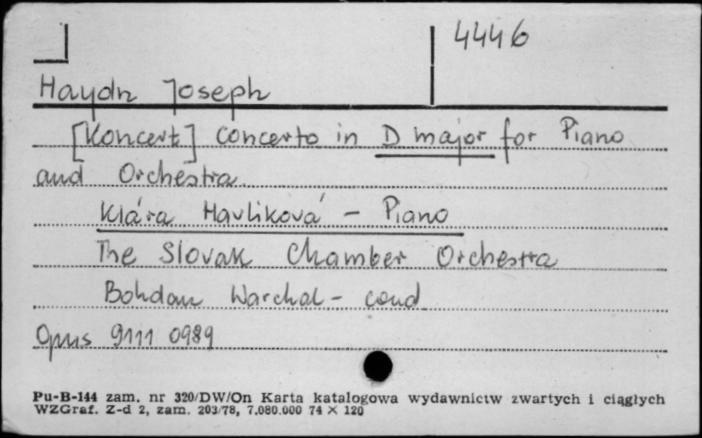 4446
Haydn Joseph
[Koncert] Concerto in D major for Piano
and Orchestra
Klára Havliková - Piano
The Slovak Chamber Orchestra
Bohdan Warchal - cond
Opus 9111 0989
Pu-B-144 zam. nr 320/DW/On Karta katalogowa wydawnictw zwartych i ciągłych
WZGraf. Z-d 2, zam. 203/78, 7.080.000 74 × 120